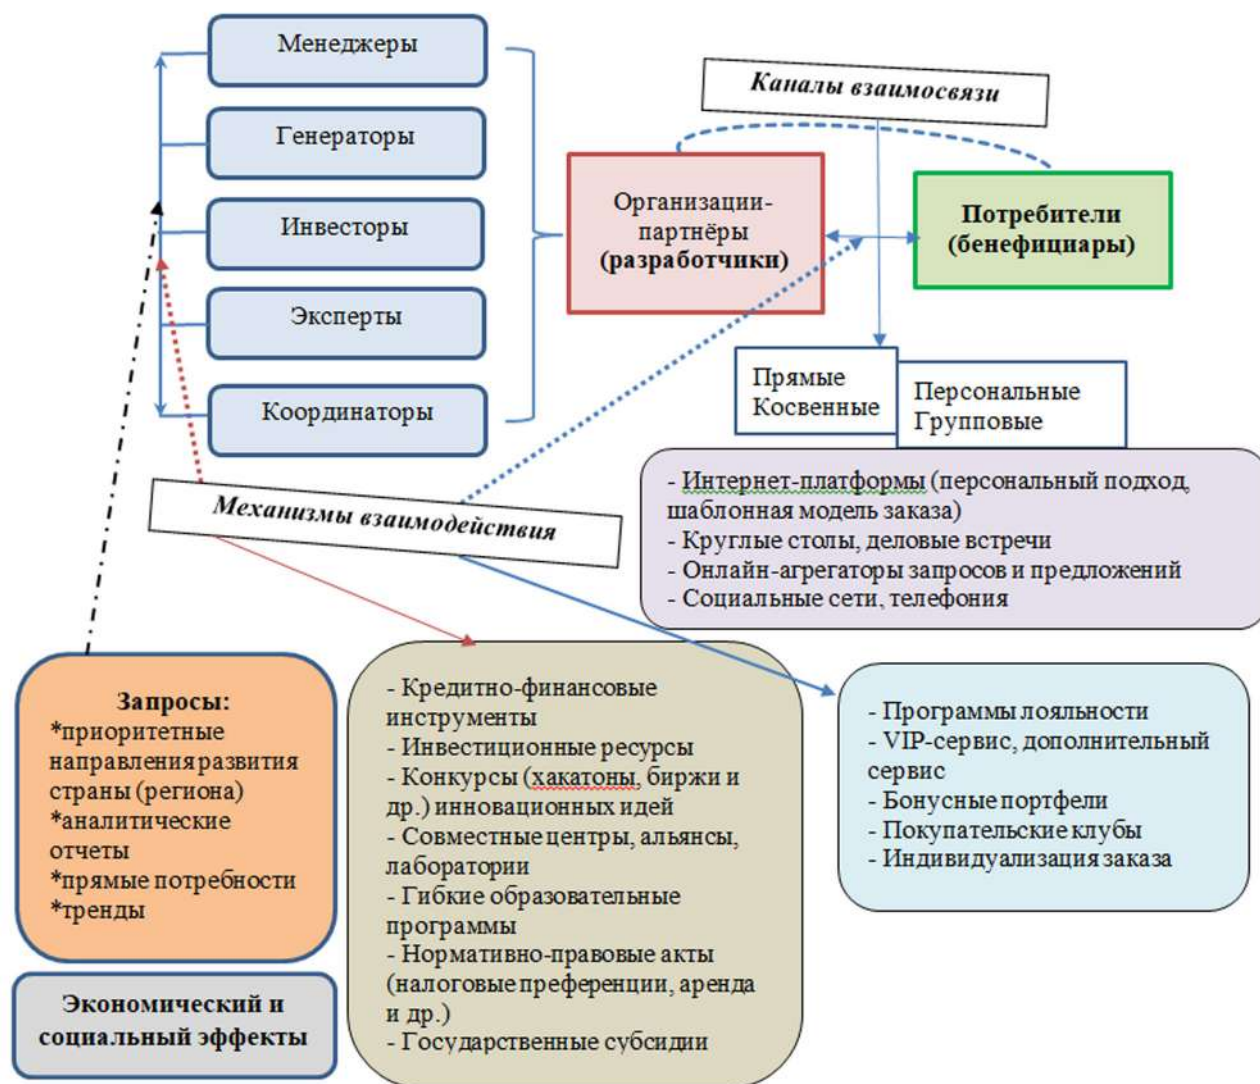 Менеджеры
Генераторы
Инвесторы
Эксперты
Координаторы
Каналы взаимосвязи
Организации-
партнёры
(разработчики)
Потребители
(бенефициары)
Прямые
Косвенные
Персональные
Групповые
Механизмы взаимодействия
- Интернет-платформы (персональный подход,
шаблонная модель заказа)
- Круглые столы, деловые встречи
- Онлайн-агрегаторы запросов и предложений
- Социальные сети, телефония
Запросы:
*приоритетные
направления развития
страны (региона)
*аналитические
отчеты
*прямые потребности
*тренды
Экономический и
социальный эффекты
- Кредитно-финансовые
инструменты
- Инвестиционные ресурсы
- Конкурсы (хакатоны, биржи и
др.) инновационных идей
- Совместные центры, альянсы,
лаборатории
- Гибкие образовательные
программы
- Нормативно-правовые акты
(налоговые преференции, аренда
и др.)
- Государственные субсидии
- Программы лояльности
- VIP-сервис, дополнительный
сервис
- Бонусные портфели
- Покупательские клубы
- Индивидуализация заказа